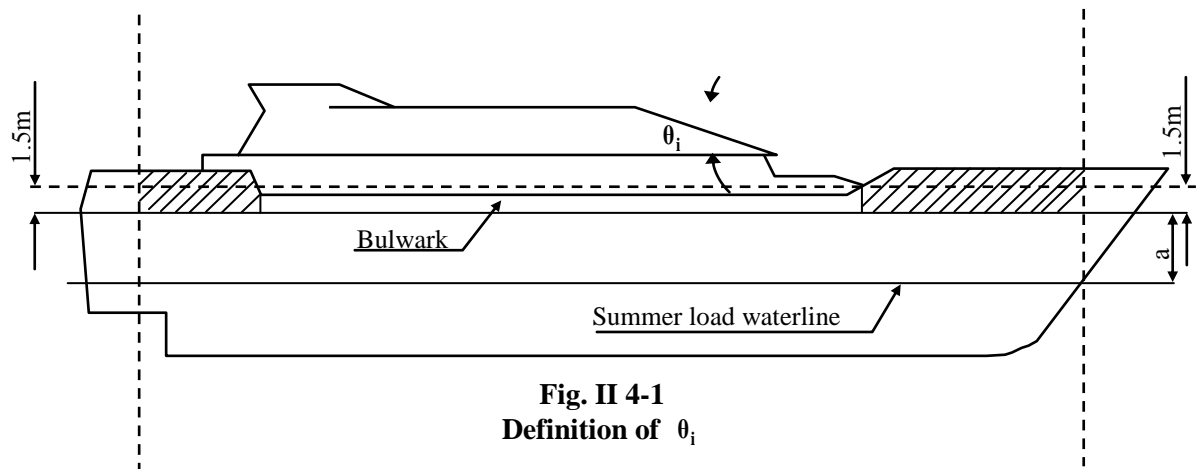 1.5m
θi
1.5m
Bulwark
a
Summer load waterline
Fig. II 4-1
Definition of θi